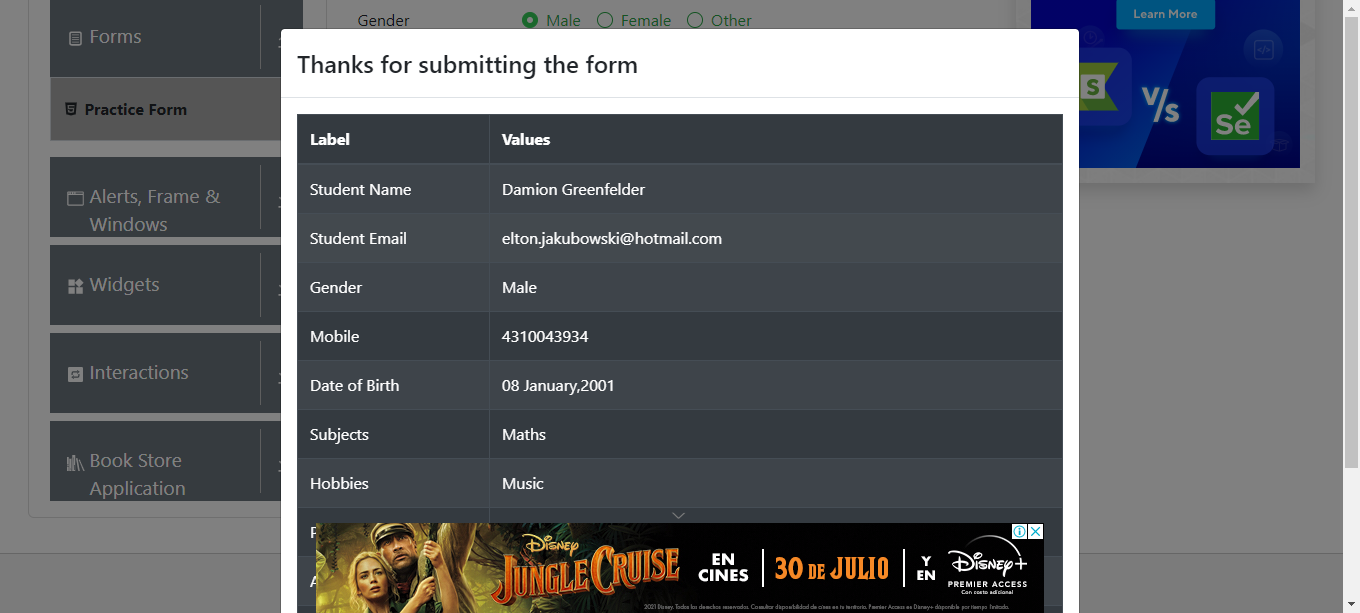 Gender
Male
Female
Other
Learn More
Forms
Thanks for submitting the form
Practice Form
S
V/s
Se
Label Values
Student Name Damion Greenfelder
Alerts, Frame &
Windows
Student Email elton.jakubowski@hotmail.com
Widgets
Gender Male
Mobile 4310043934
Interactions
Date of Birth 08 January,2001
Subjects Maths
Book Store
Application
Hobbies Music
P
A
Disney
JUNGLE CRUISE
EN
CINES
30 DE JULIO
Y
EN
Disney+
PREMIER ACCESS
Con costo adicional
2021 Disney. Todos los derechos reservados. Consultar disponibilidad de cines en tu territorio. Premier Access en Disney+ disponible por tiempo limitado.